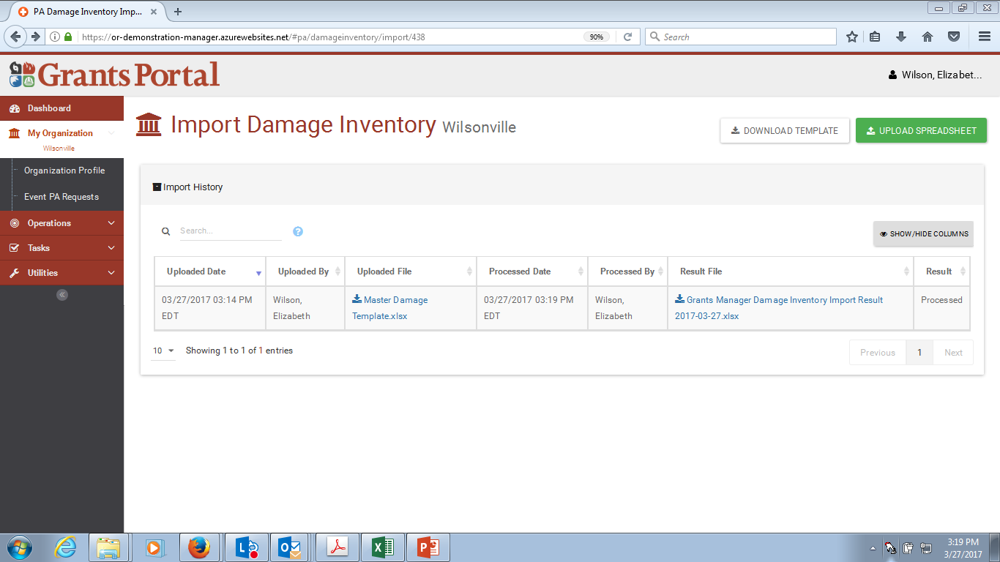 PA Damage Inventory Imp...
https://or-demonstration-manager.azurewebsites.net/#pa/damageinventory/import/438
90%
Search
Grants Portal
Wilson, Elizabet...
Dashboard
My Organization
Wilsonville
Organization Profile
Event PA Requests
Operations
Tasks
Utilities
Import Damage Inventory Wilsonville
DOWNLOAD TEMPLATE
UPLOAD SPREADSHEET
Import History
Search...
SHOW/HIDE COLUMNS
Uploaded Date Uploaded By Uploaded File Processed Date Processed By Result File Result
03/27/2017 03:14 PM Wilson, Master Damage 03/27/2017 03:19 PM Wilson, Grants Manager Damage Inventory Import Result Processed
EDT Elizabeth Template.xlsx EDT Elizabeth 2017-03-27.xlsx
10 Showing 1 to 1 of 1 entries
Previous 1 Next
3:19 PM
3/27/2017